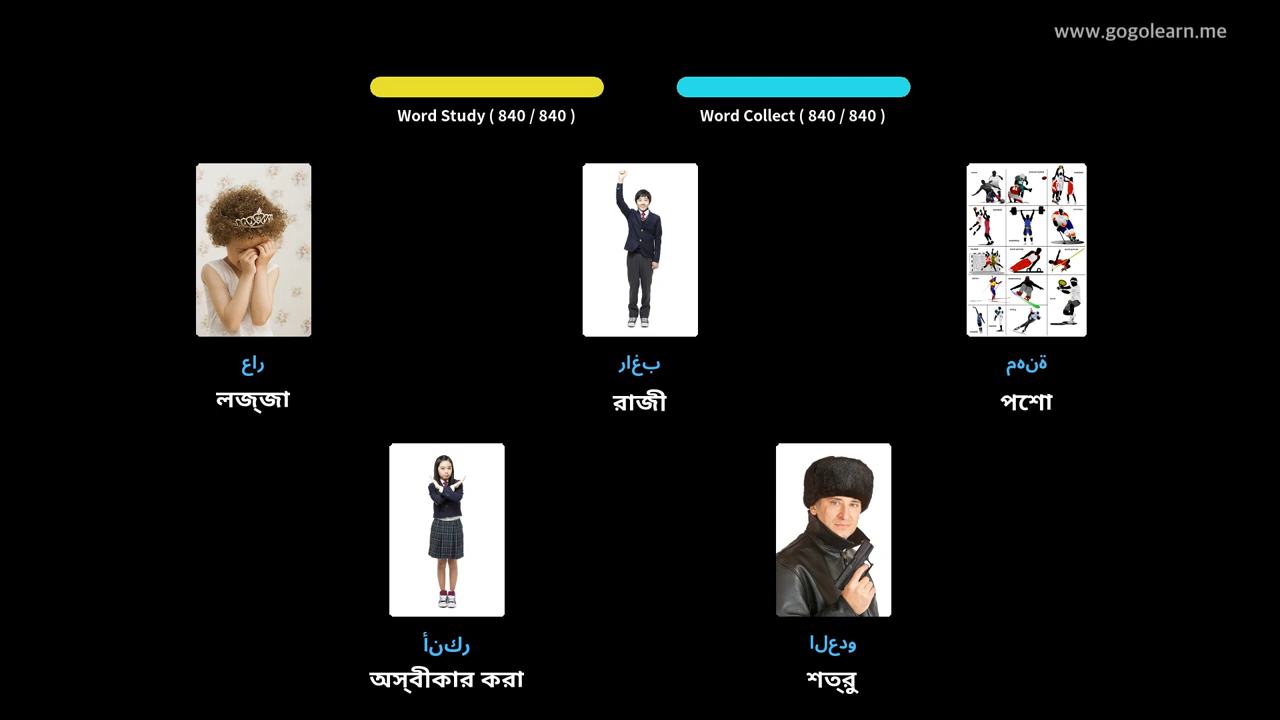 www.gogolearn.me
Word Study ( 840 / 840 )
Word Collect ( 840 / 840 )
راع
بغار
ةنهم
লজ্‌জা
রাজী
পশো
ركنأ
ودعلا
অস্‌বীকার করা
শত্‌রু